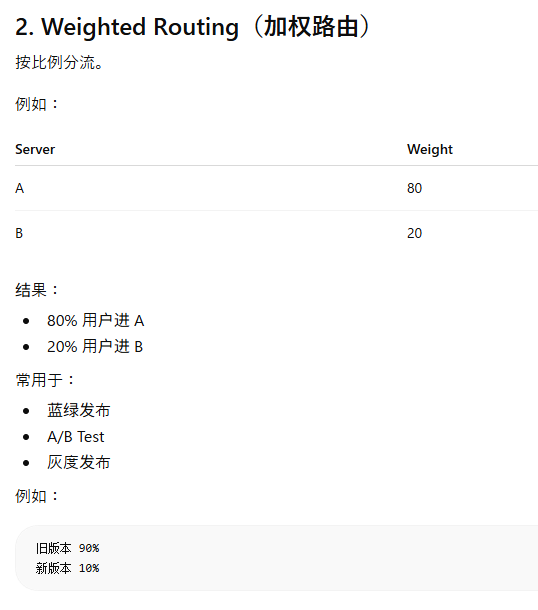 2. Weighted Routing（加权路由）
按比例分流。
例如：
Server Weight
A 80
B 20
结果：
80% 用户进 A
20% 用户进 B
常用于：
蓝绿发布
A/B Test
灰度发布
例如：
旧版本 90%
新版本 10%